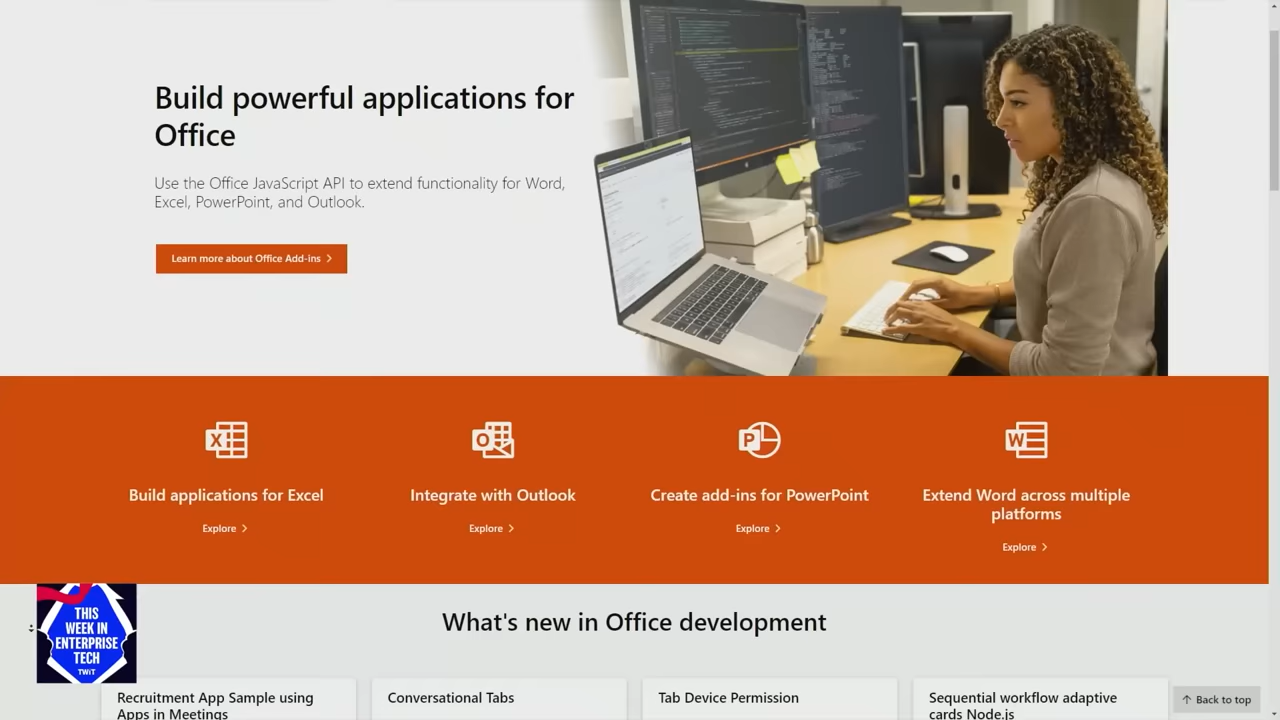 Build powerful applications for
Office
Use the Office JavaScript API to extend functionality for Word,
Excel, PowerPoint, and Outlook.
Learn more about Office Add-ins
X
O
P
W
Build applications for Excel
Integrate with Outlook
Create add-ins for PowerPoint
Extend Word across multiple
platforms
Explore
Explore
Explore
Explore
THIS
WEEK IN
ENTERPRISE
TECH
TWiT
What's new in Office development
Recruitment App Sample using
Apps in Meetings
Conversational Tabs
Tab Device Permission
Sequential workflow adaptive
cards Node.js
Back to top